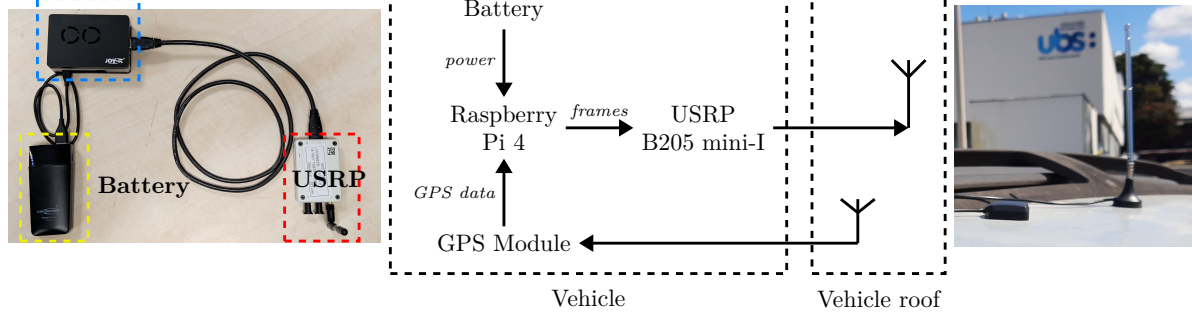 Battery
USRP
Battery
power
Raspberry
Pi 4
frames
USRP
B205 mini-I
GPS data
GPS Module
Vehicle
Vehicle roof
ubs: